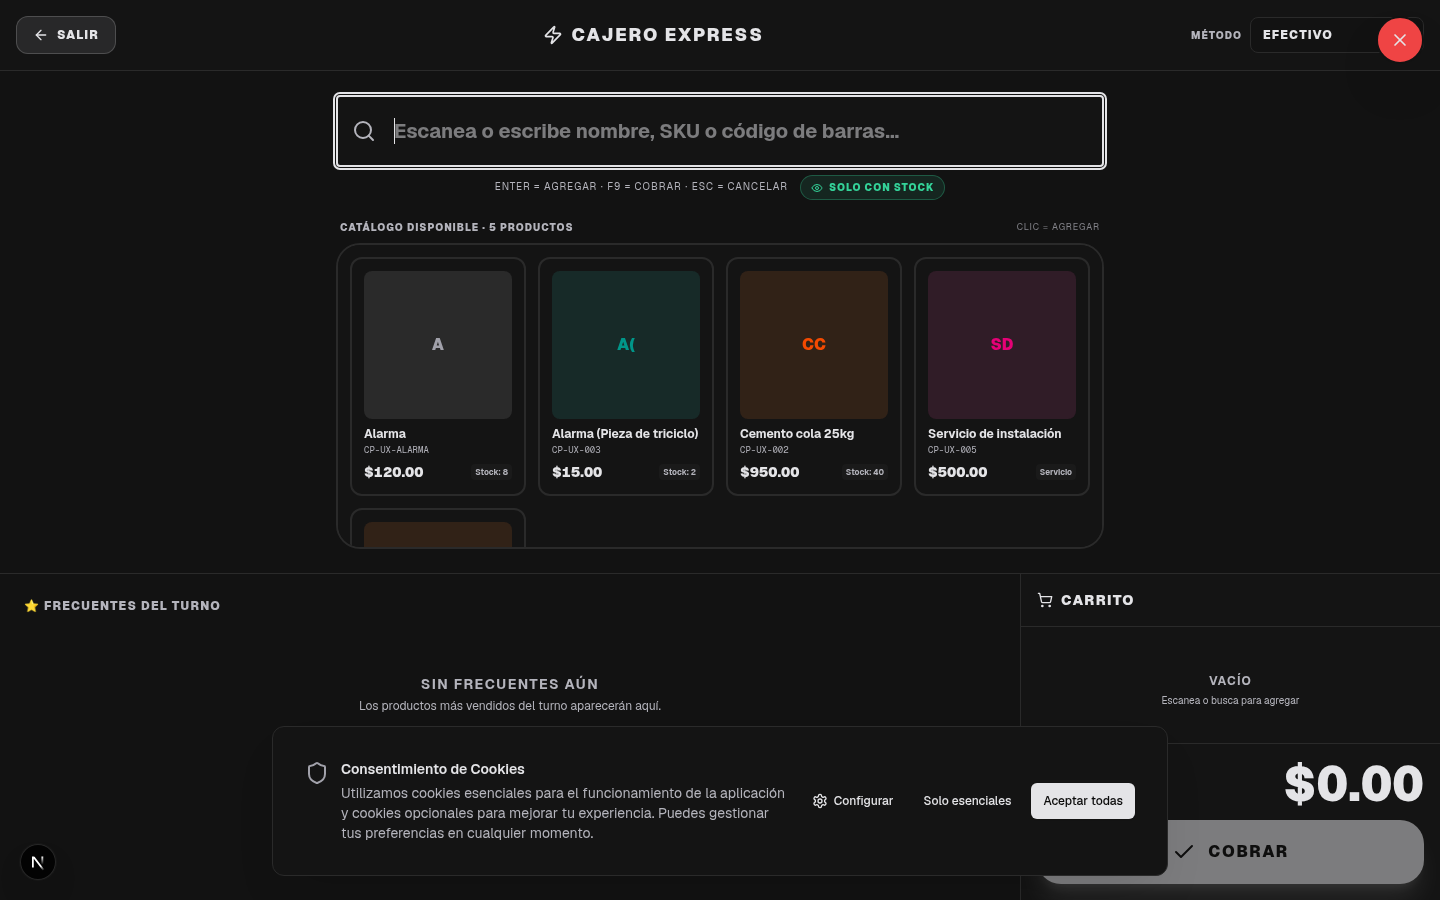 SALIR
CAJERO EXPRESS
MÉTODO
EFECTIVO
Escanea o escribe nombre, SKU o código de barras...
ENTER = AGREGAR · F9 = COBRAR · ESC = CANCELAR
SOLO CON STOCK
CATÁLOGO DISPONIBLE · 5 PRODUCTOS
CLIC = AGREGAR
A
Alarma
CP-UX-ALARMA
$120.00
Stock: 8
A(
Alarma (Pieza de triciclo)
CP-UX-003
$15.00
Stock: 2
CC
Cemento cola 25kg
CP-UX-002
$950.00
Stock: 40
SD
Servicio de instalación
CP-UX-005
$500.00
Servicio
FRECUENTES DEL TURNO
SIN FRECUENTES AÚN
Los productos más vendidos del turno aparecerán aquí.
CARRITO
VACÍO
Escanea o busca para agregar
$0.00
COBRAR
Consentimiento de Cookies
Utilizamos cookies esenciales para el funcionamiento de la aplicación
y cookies opcionales para mejorar tu experiencia. Puedes gestionar
tus preferencias en cualquier momento.
Configurar
Solo esenciales
Aceptar todas
N